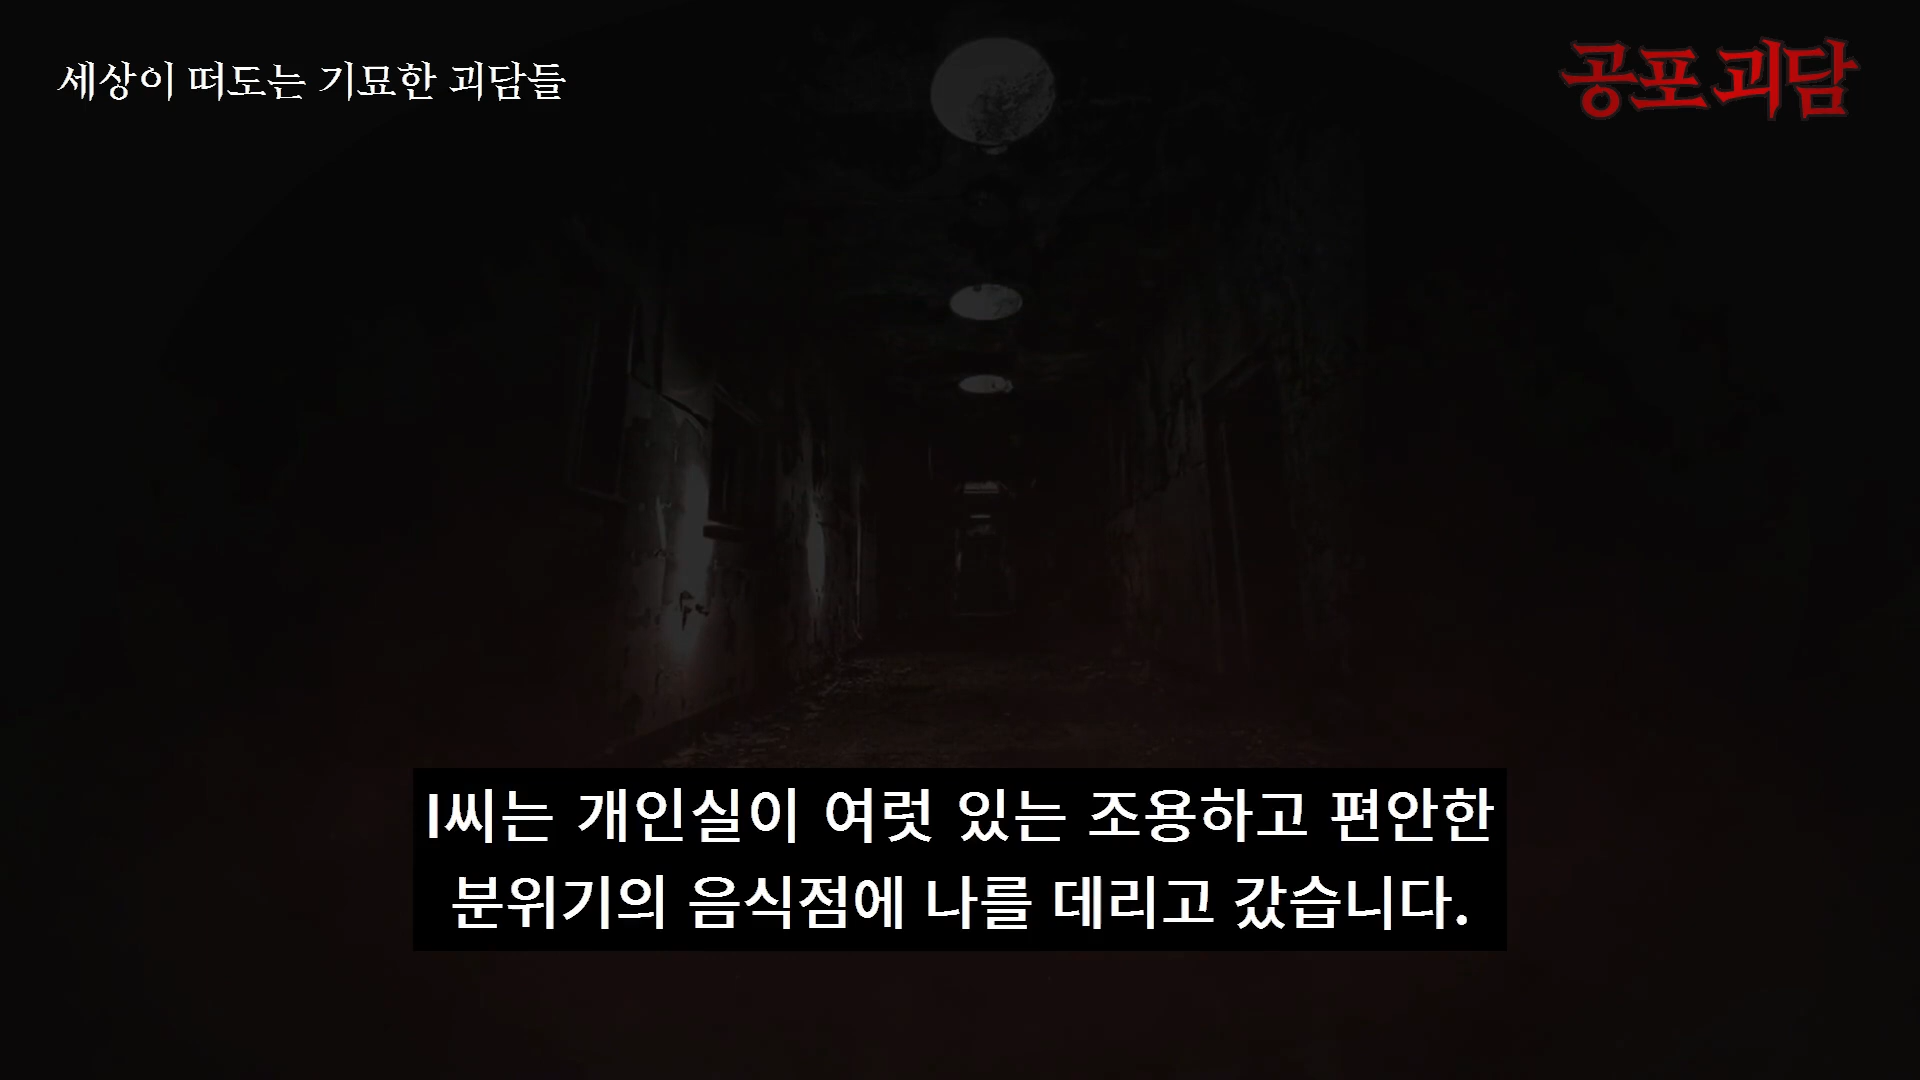 세상이 떠도는 기묘한 괴담들
공포 괴담
I씨는 개인실이 여럿 있는 조용하고 편안한
분위기의 음식점에 나를 데리고 갔습니다.